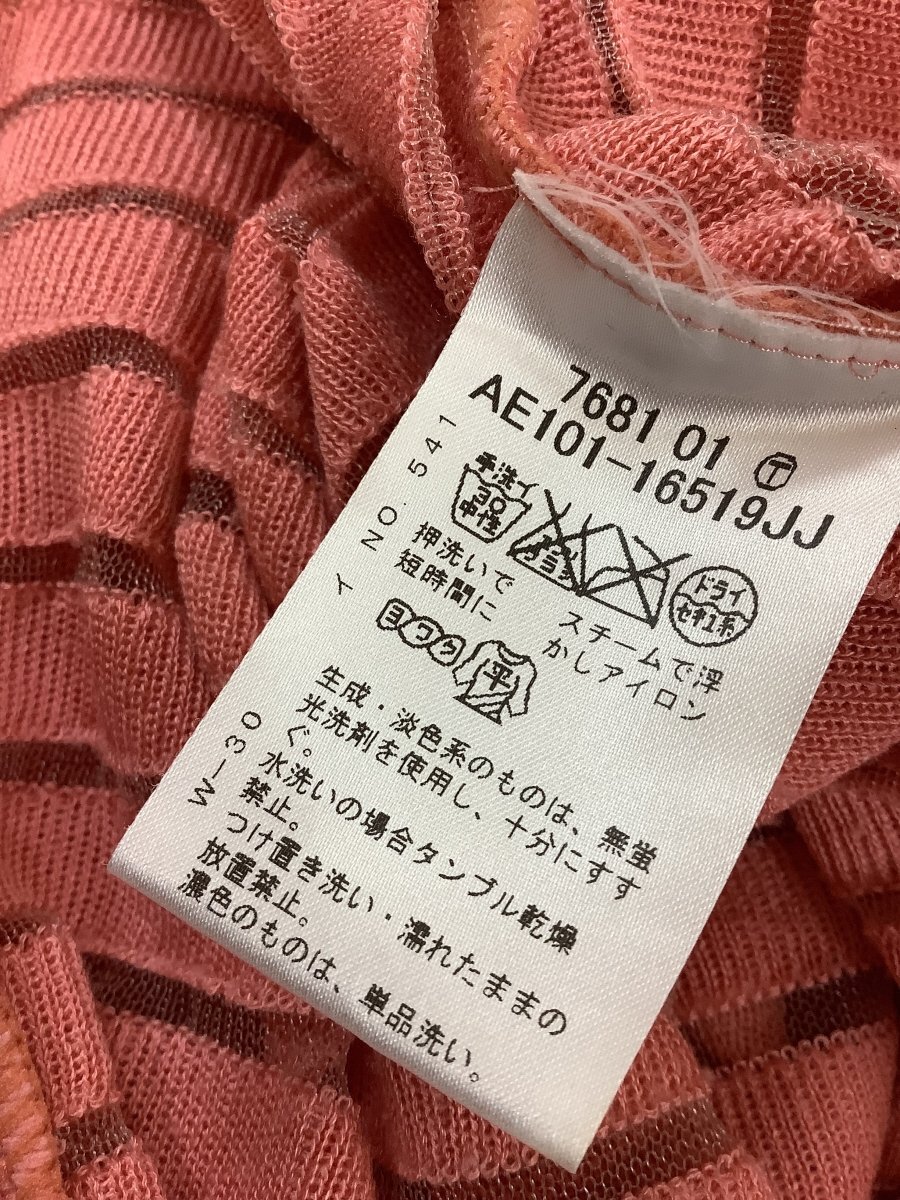 7681 01 Ⓣ
AE101-16519JJ
NO.541
手洗イ
30
中性
ドライ
セキユ系
押洗いで
短時間に
スチームで浮
かしアイロン
イ
ヨワク
平
W-30
生成・淡色系のものは、無蛍
光洗剤を使用し、十分にすす
ぐ。
水洗いの場合タンブル乾燥
禁止。
つけ置き洗い・濡れたままの
放置禁止。
濃色のものは、単品洗い。